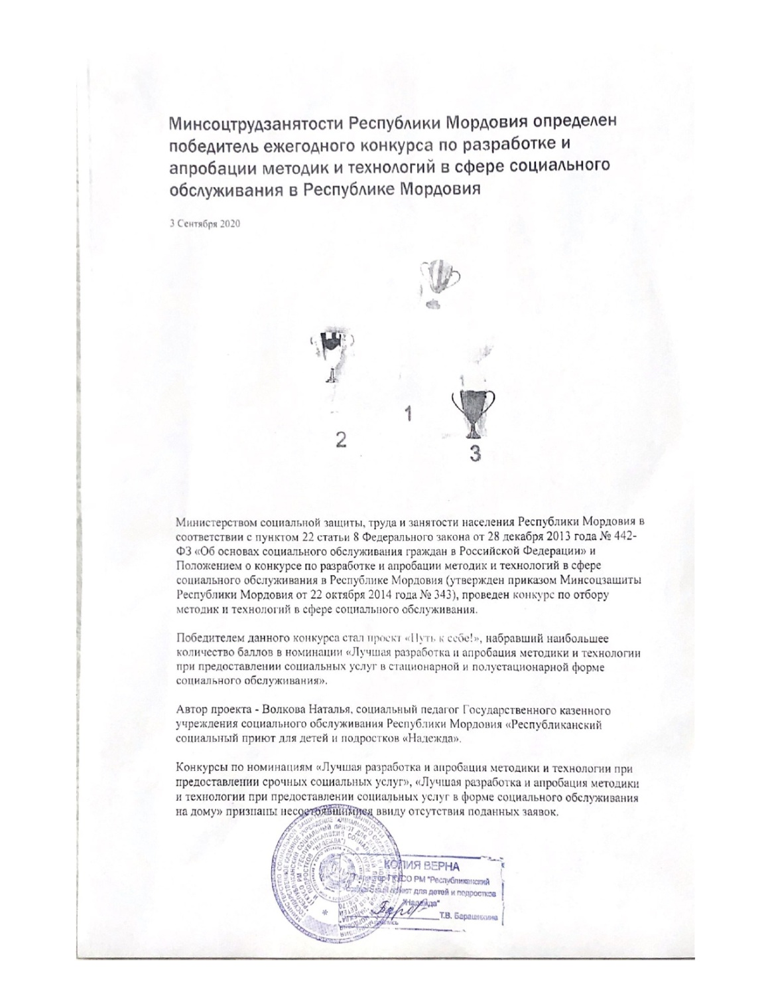 Минсоцтрудзанятости Республики Мордовия определен
победитель ежегодного конкурса по разработке и
апробации методик и технологий в сфере социального
обслуживания в Республике Мордовия
3 Сентября 2020
1
2
3
Министерством социальной защиты, труда и занятости населения Республики Мордовия в
соответствии с пунктом 22 статьи 8 Федерального закона от 28 декабря 2013 года № 442-
ФЗ «Об основах социального обслуживания граждан в Российской Федерации» и
Положением о конкурсе по разработке и апробации методик и технологий в сфере
социального обслуживания в Республике Мордовия (утвержден приказом Минсоцзащиты
Республики Мордовия от 22 октября 2014 года № 343), проведен конкурс по отбору
методик и технологий в сфере социального обслуживания.
Победителем данного конкурса стал проект «Путь к себе!», набравший наибольшее
количество баллов в номинации «Лучшая разработка и апробация методики и технологии
при предоставлении социальных услуг в стационарной и полустационарной форме
социального обслуживания».
Автор проекта - Волкова Наталья, социальный педагог Государственного казенного
учреждения социального обслуживания Республики Мордовия «Республиканский
социальный приют для детей и подростков «Надежда».
Конкурсы по номинациям «Лучшая разработка и апробация методики и технологии при
предоставлении срочных социальных услуг», «Лучшая разработка и апробация методики
и технологии при предоставлении социальных услуг в форме социального обслуживания
на дому» признаны несостоявшимися ввиду отсутствия поданных заявок.
КОПИЯ ВЕРНА
РМ "Республиканский
для детей и подростков
"Надежда"
Т.В. Барашихина